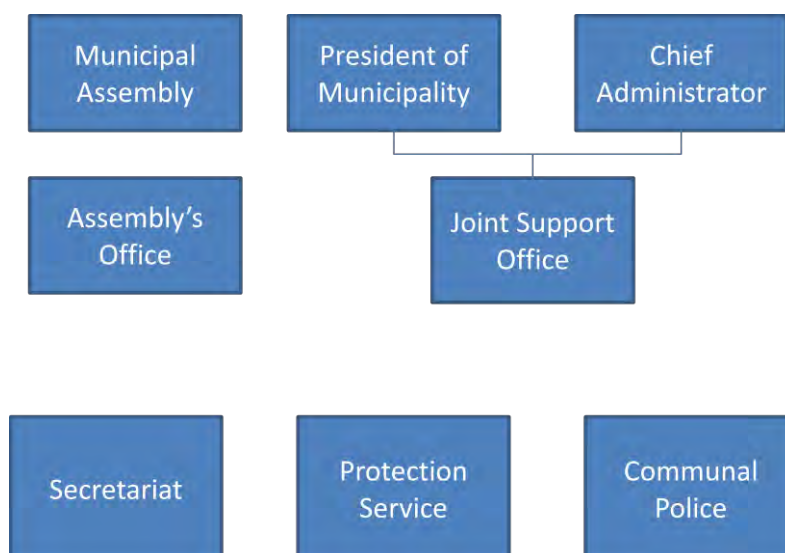 Municipal
Assembly
President of
Municipality
Chief
Administrator
Assembly's
Office
Joint Support
Office
Secretariat
Protection
Service
Communal
Police